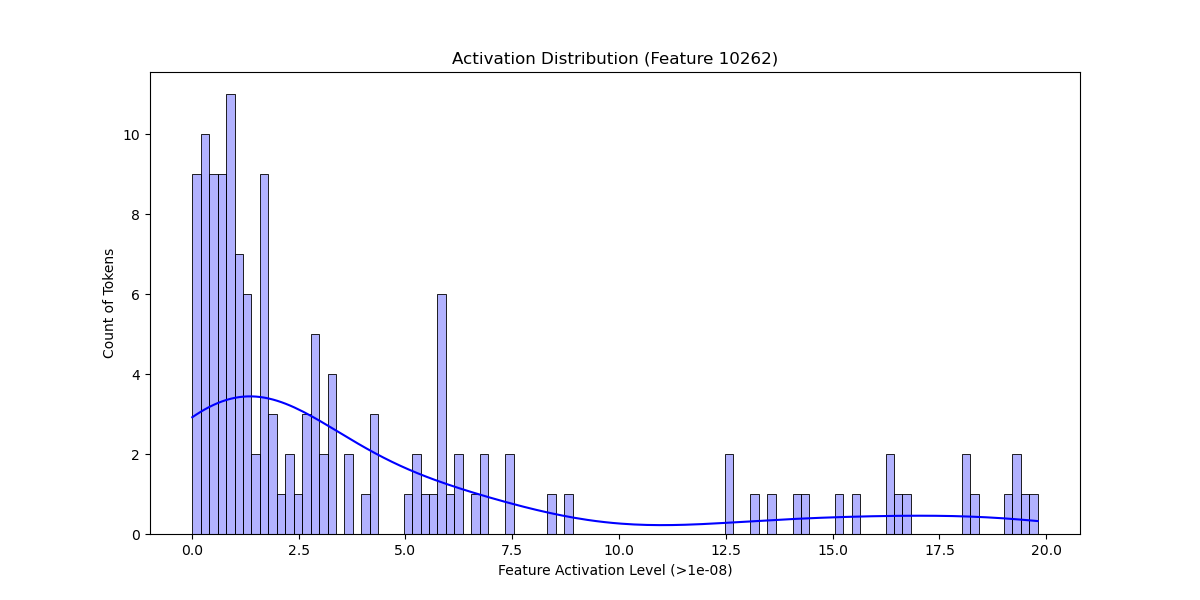 Activation Distribution (Feature 10262)
Count of Tokens
10
8
6
4
2
0
0.0 2.5 5.0 7.5 10.0 12.5 15.0 17.5 20.0
Feature Activation Level (>1e-08)